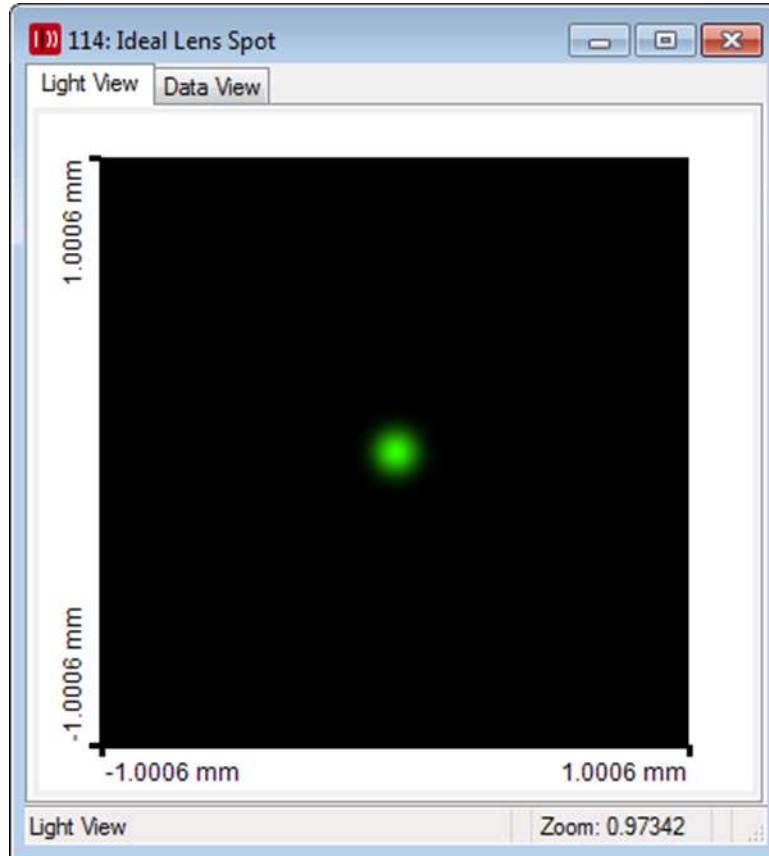 114: Ideal Lens Spot
Light View
Data View
1.0006 mm
-1.0006 mm
-1.0006 mm
1.0006 mm
Light View
Zoom: 0.97342